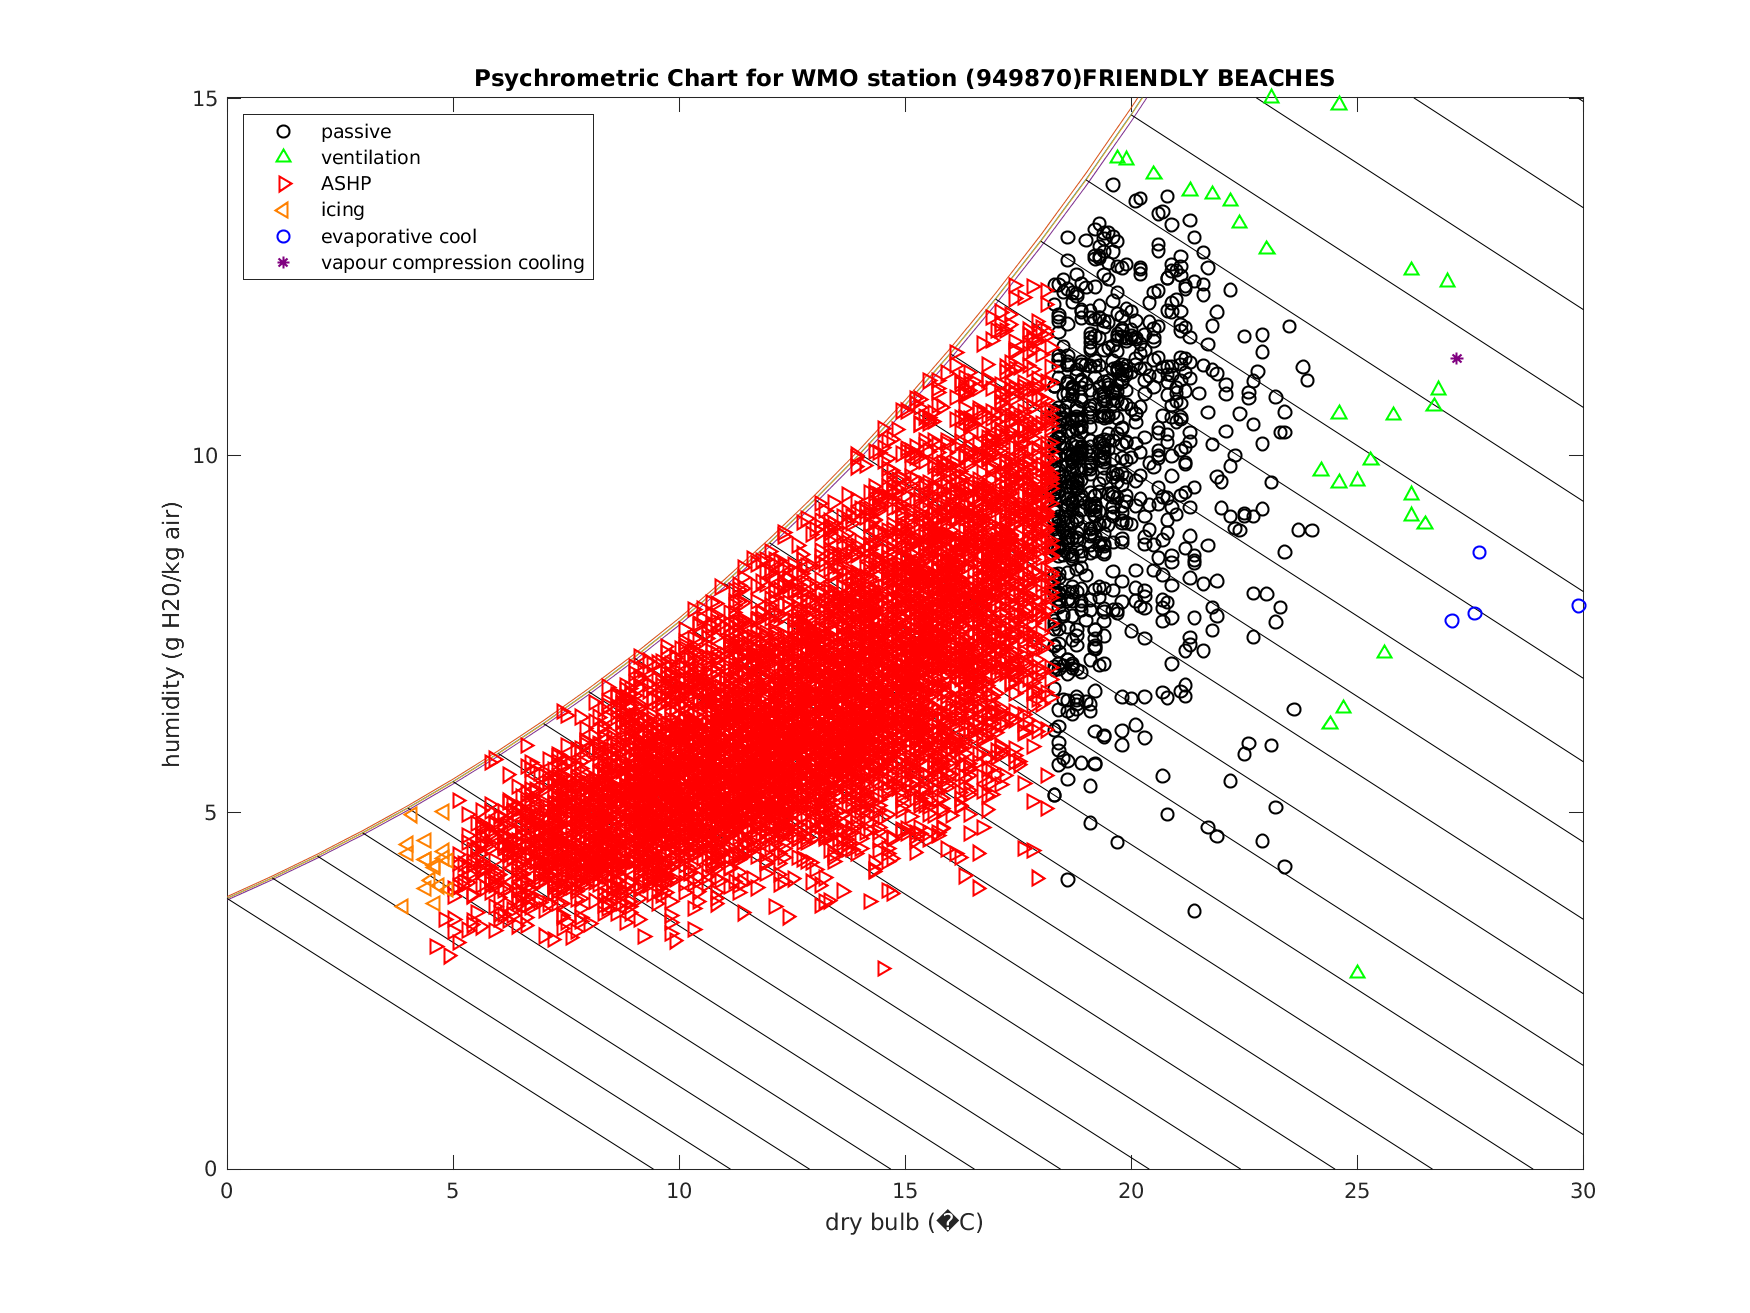 Psychrometric Chart for WMO station (949870)FRIENDLY BEACHES
15
passive
ventilation
ASHP
icing
evaporative cool
vapour compression cooling
10
humidity (g H20/kg air)
5
0
0 5 10 15 20 25 30
dry bulb (�C)